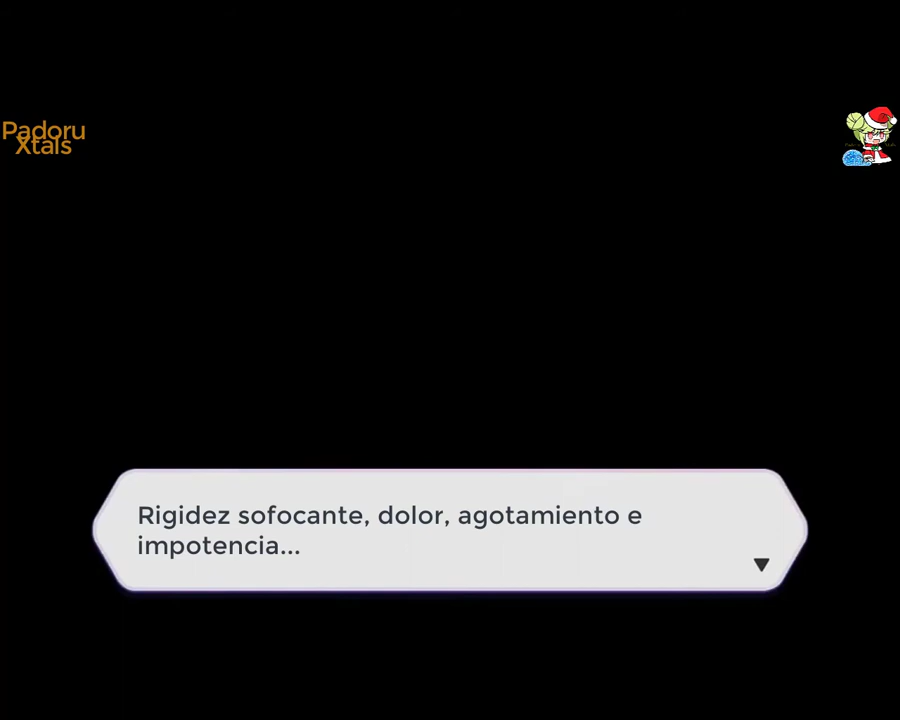 Padoru
Xtals
Rigidez sofocante, dolor, agotamiento e
impotencia...